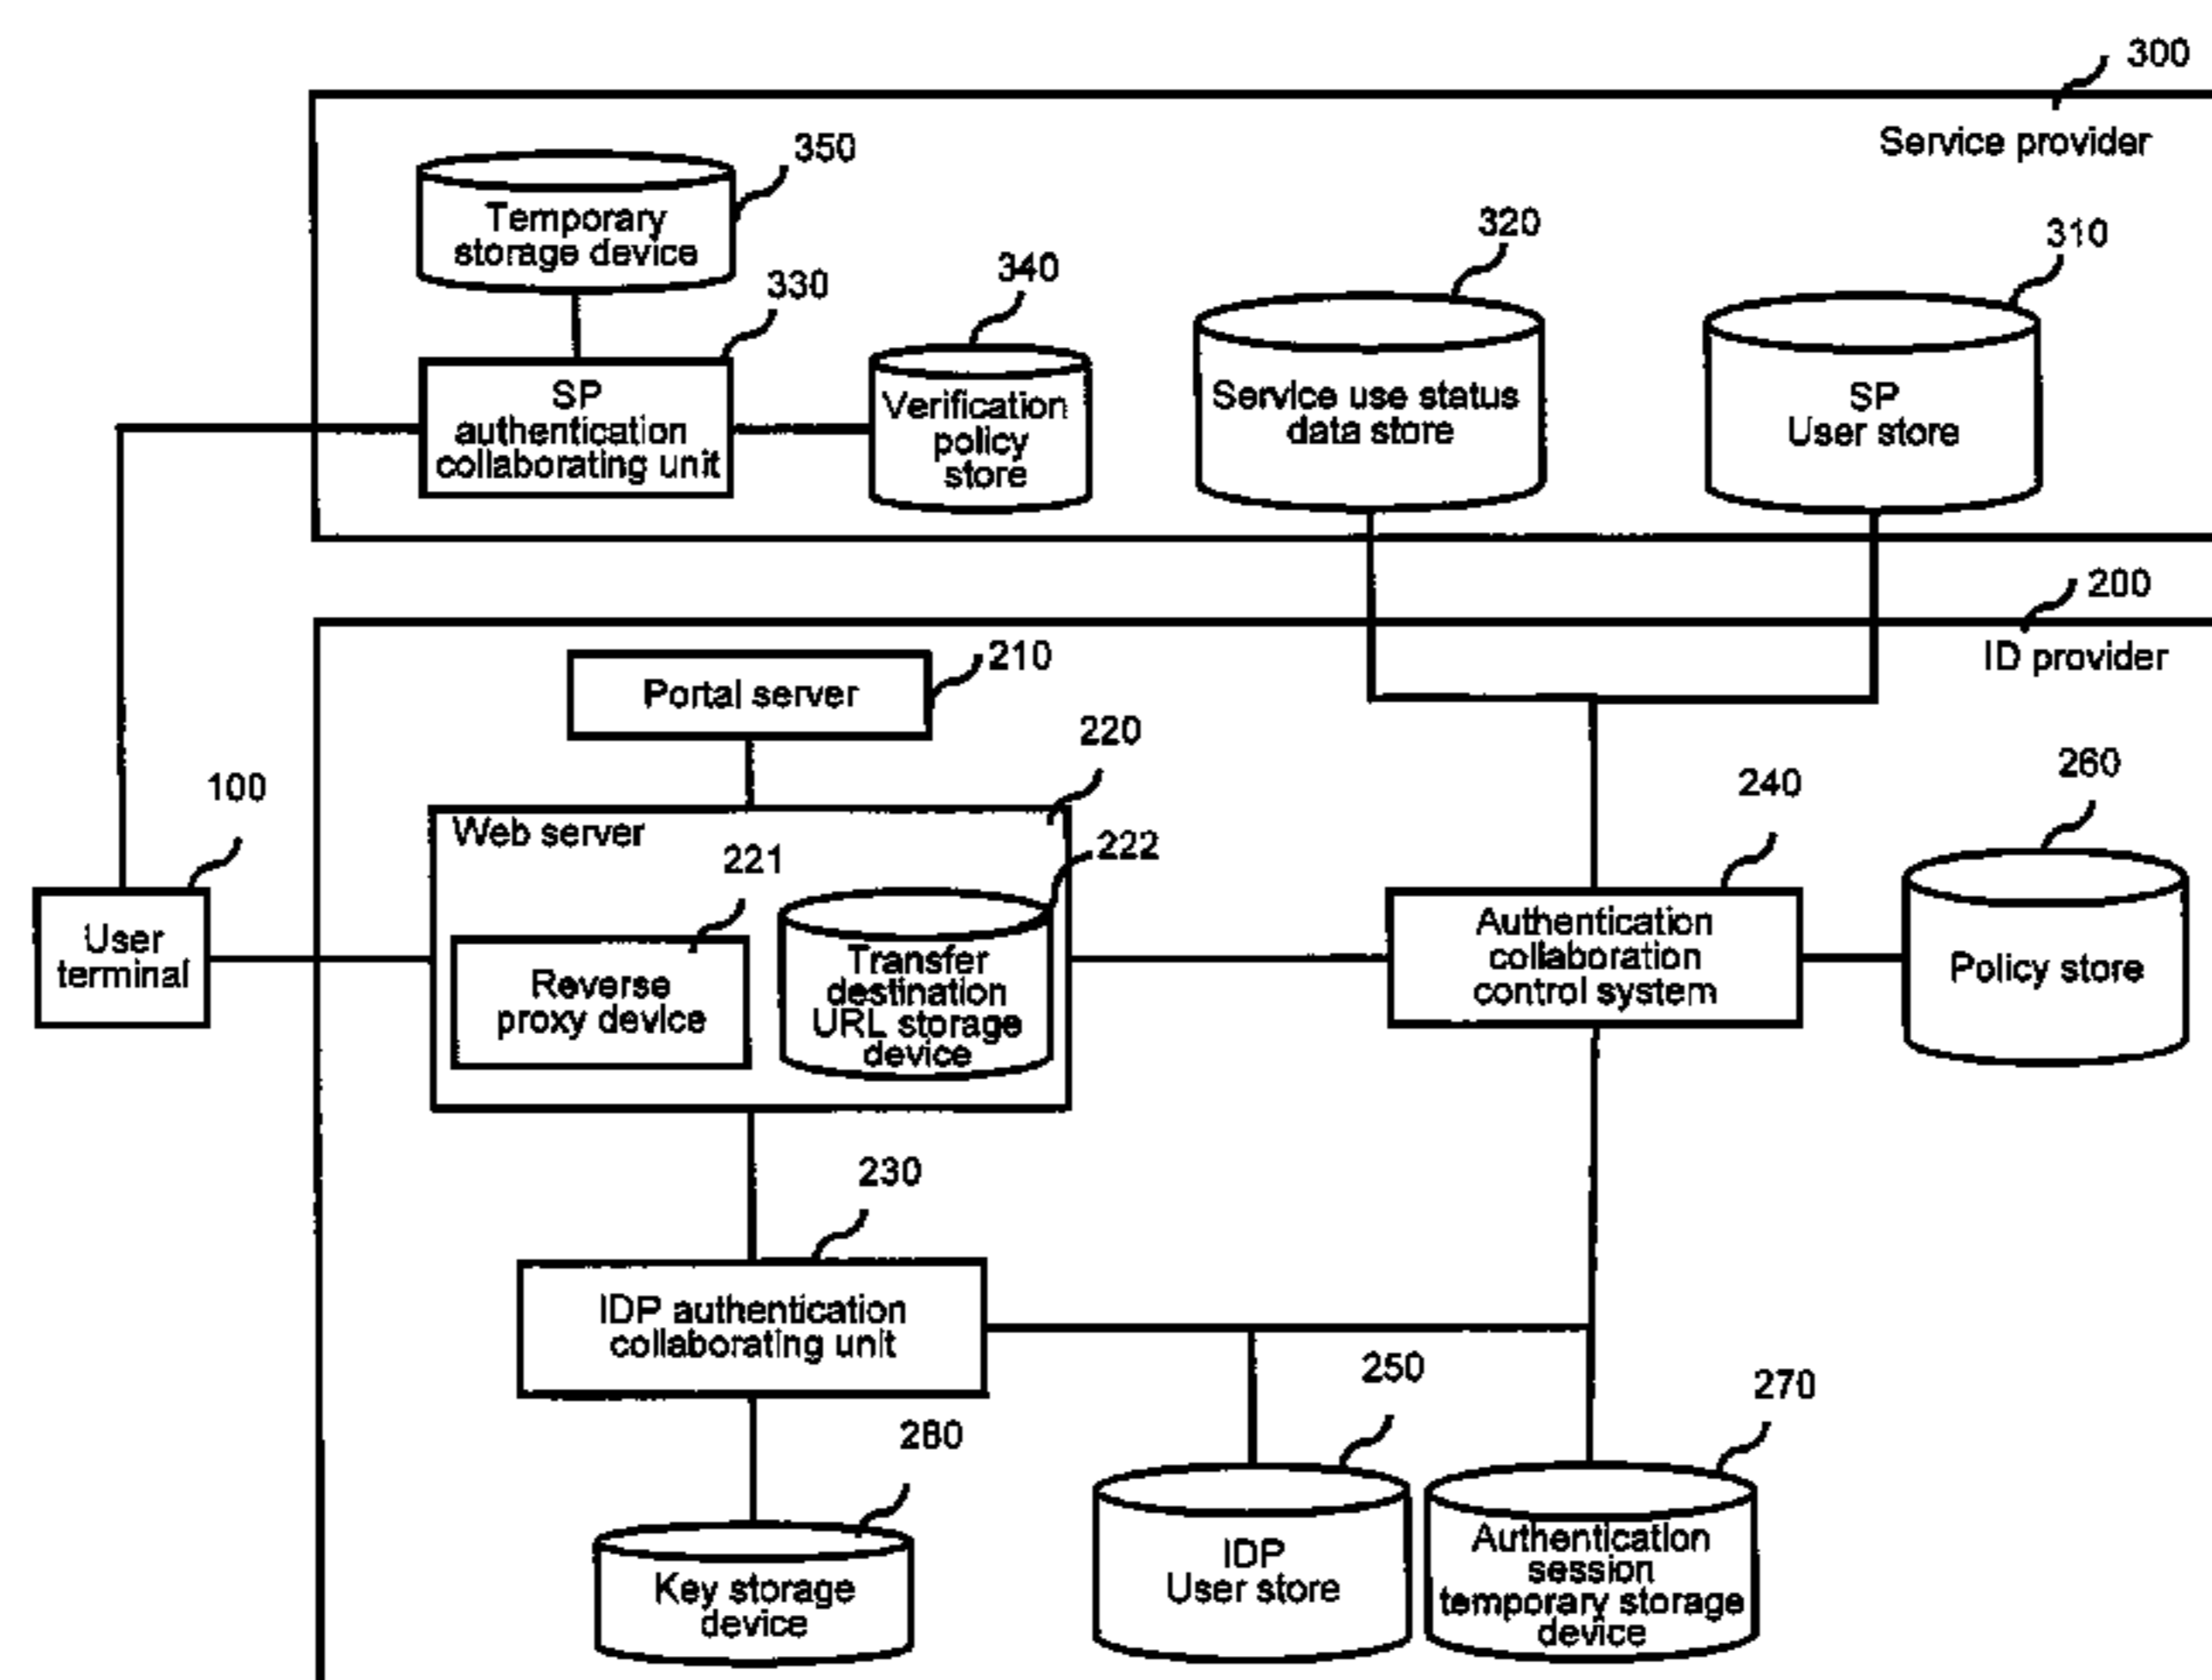 300
Service provider
350
Temporary
storage device
320
310
340
330
SP
authentication
collaborating unit
Verification
policy
store
Service use status
data store
SP
User store
200
ID provider
210
Portal server
220
240
260
100
Web server
221
222
User
terminal
Reverse
proxy device
Transfer
destination
URL storage
device
Authentication
collaboration
control system
Policy store
230
IDP authentication
collaborating unit
250
270
280
Key storage
device
IDP
User store
Authentication
session
temporary storage
device